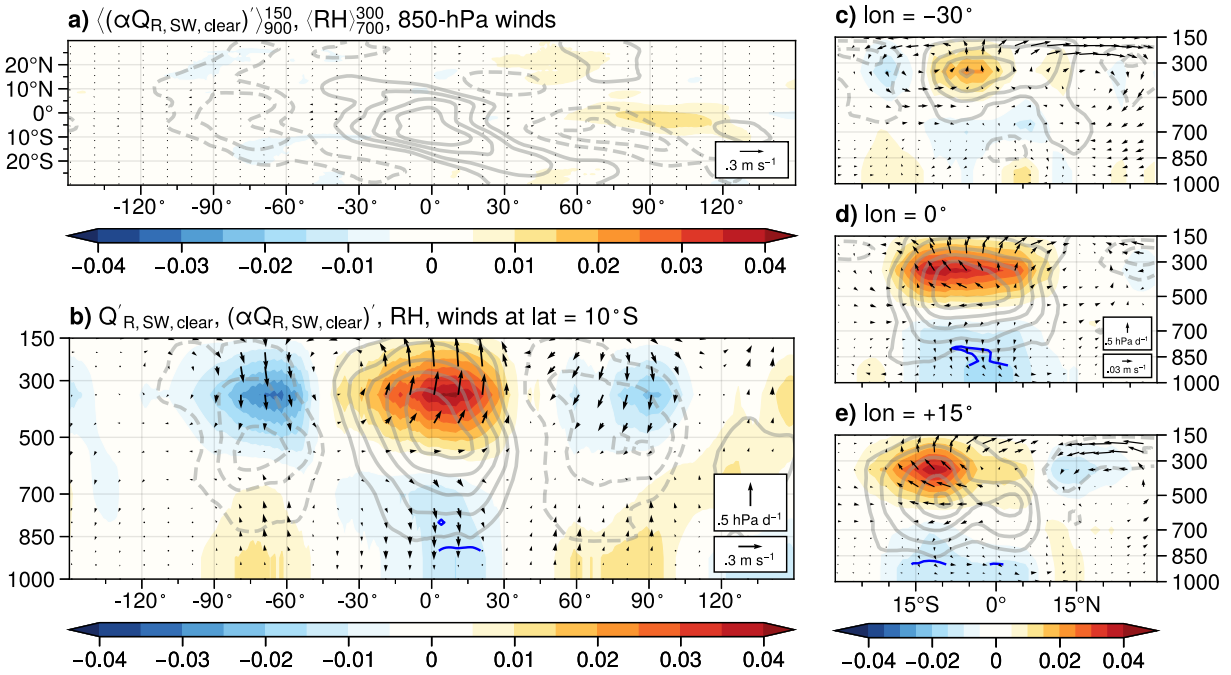 a) ⟨(αQ_R,SW,clear)′⟩¹⁵⁰₉₀₀, ⟨RH⟩³⁰⁰₇₀₀, 850-hPa winds
20°N
10°N
0°
10°S
20°S
.3 m s⁻¹
-120° -90° -60° -30° 0° 30° 60° 90° 120°
−0.04 −0.03 −0.02 −0.01 0 0.01 0.02 0.03 0.04
b) Q′_R,SW,clear, (αQ_R,SW,clear)′, RH, winds at lat = 10°S
150
300
500
700
850
1000
.5 hPa d⁻¹
.3 m s⁻¹
-120° -90° -60° -30° 0° 30° 60° 90° 120°
−0.04 −0.03 −0.02 −0.01 0 0.01 0.02 0.03 0.04
c) lon = −30°
150
300
500
700
850
1000
d) lon = 0°
150
300
500
700
850
1000
.5 hPa d⁻¹
.03 m s⁻¹
e) lon = +15°
150
300
500
700
850
1000
15°S 0° 15°N
−0.04 −0.02 0 0.02 0.04